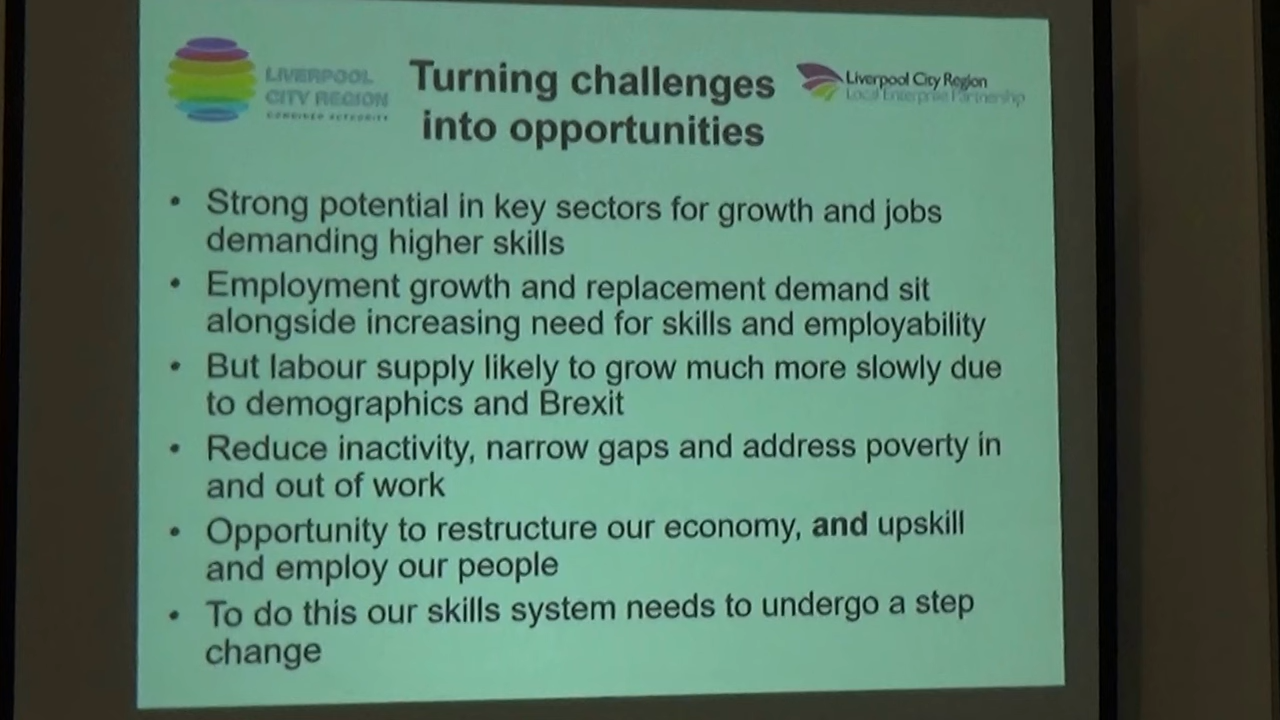 LIVERPOOL
CITY REGION
COMBINED AUTHORITY
Turning challenges
into opportunities
Liverpool City Region
Local Enterprise Partnership
• Strong potential in key sectors for growth and jobs
demanding higher skills
• Employment growth and replacement demand sit
alongside increasing need for skills and employability
• But labour supply likely to grow much more slowly due
to demographics and Brexit
• Reduce inactivity, narrow gaps and address poverty in
and out of work
• Opportunity to restructure our economy, and upskill
and employ our people
• To do this our skills system needs to undergo a step
change